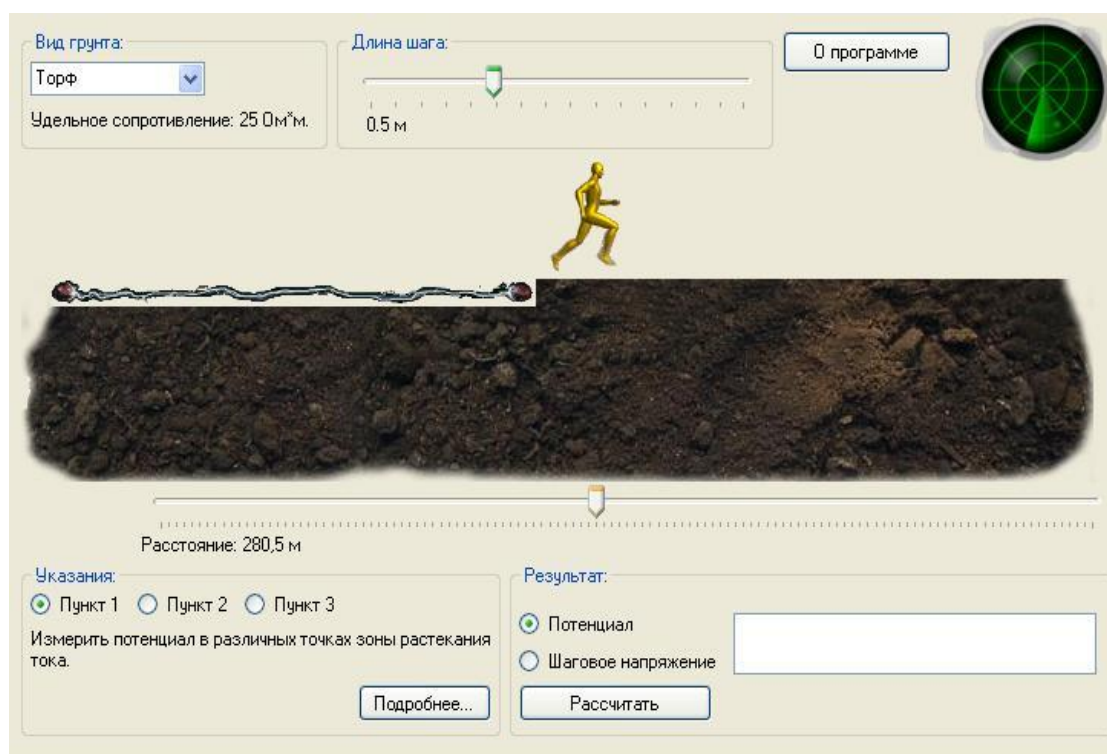 Вид грунта:
Торф
Удельное сопротивление: 25 Ом*м.
Длина шага:
0.5 м
О программе
Расстояние: 280,5 м
Указания:
Пункт 1 Пункт 2 Пункт 3
Измерить потенциал в различных точках зоны растекания
тока.
Подробнее...
Результат:
Потенциал
Шаговое напряжение
Рассчитать